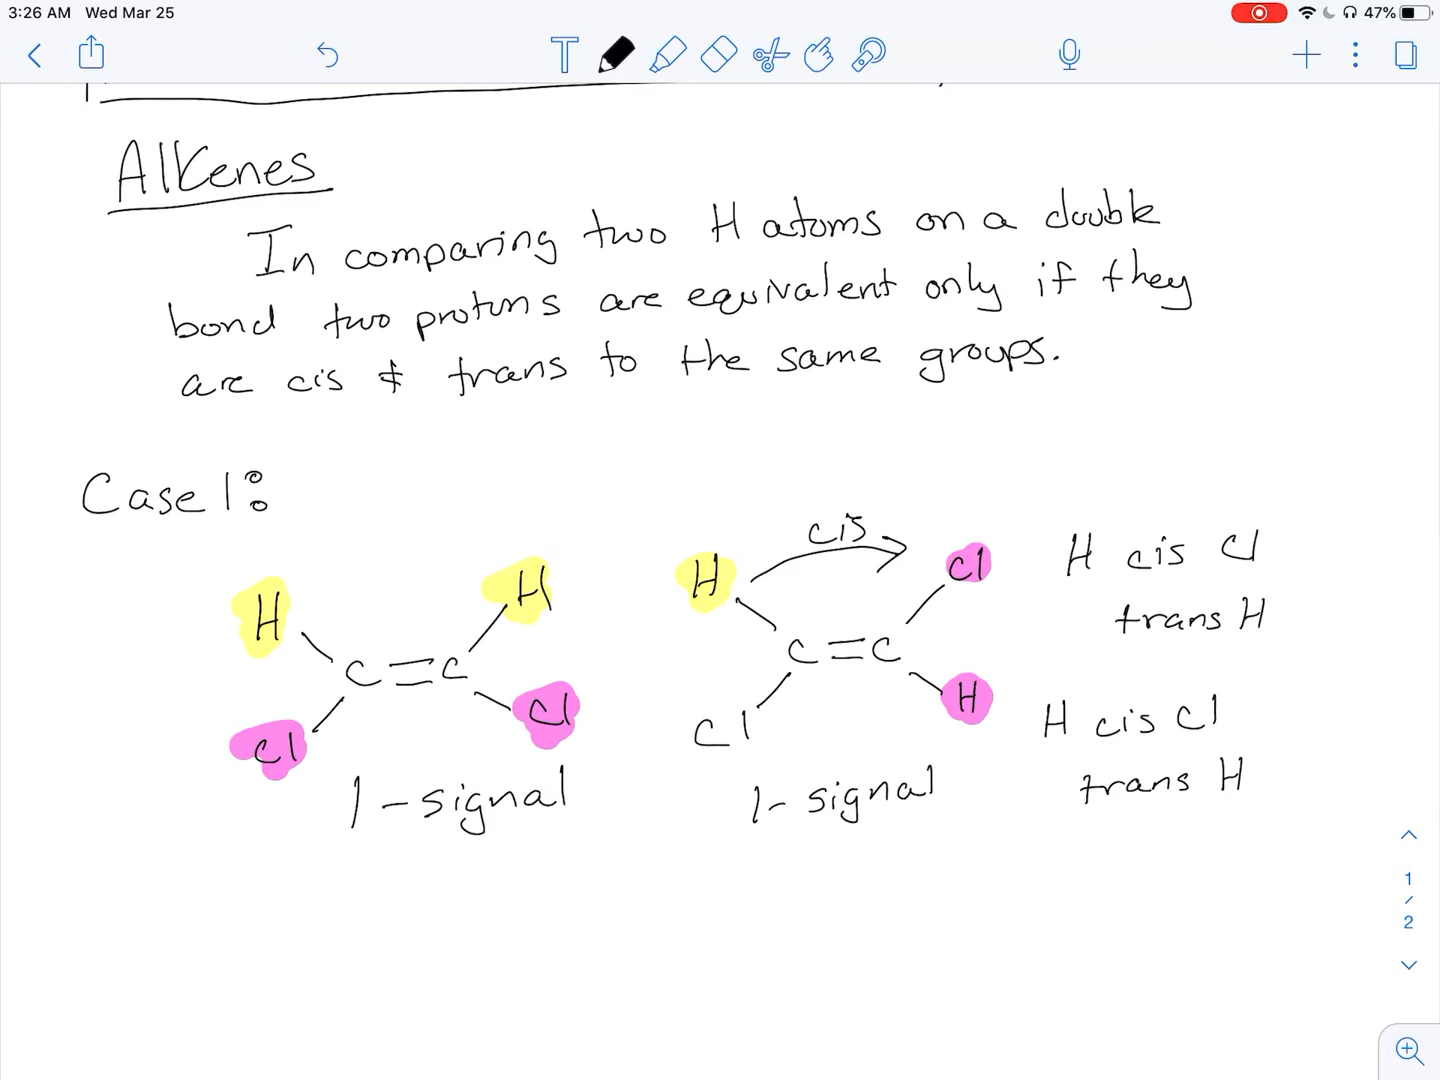 3:26 AM Wed Mar 25
47%
T
Alkenes
In comparing two H atoms on a double
bond two protons are equivalent only if they
are cis & trans to the same groups.
Case 1:
H
H
C=C
Cl
Cl
1-signal
cis
H
Cl
C=C
Cl
H
1-signal
H cis Cl
trans H
H cis Cl
trans H
1
/
2